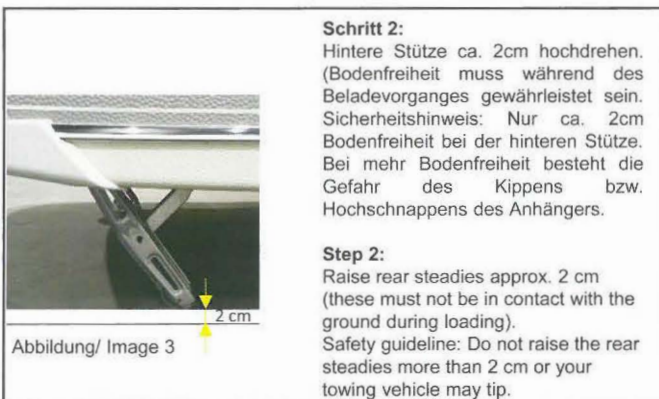 Schritt 2:
Hintere Stütze ca. 2cm hochdrehen.
(Bodenfreiheit muss während des
Beladevorganges gewährleistet sein.
Sicherheitshinweis: Nur ca. 2cm
Bodenfreiheit bei der hinteren Stütze.
Bei mehr Bodenfreiheit besteht die
Gefahr des Kippens bzw.
Hochschnappens des Anhängers.
Step 2:
Raise rear steadies approx. 2 cm
(these must not be in contact with the
ground during loading).
Safety guideline: Do not raise the rear
steadies more than 2 cm or your
towing vehicle may tip.
2 cm
Abbildung/ Image 3